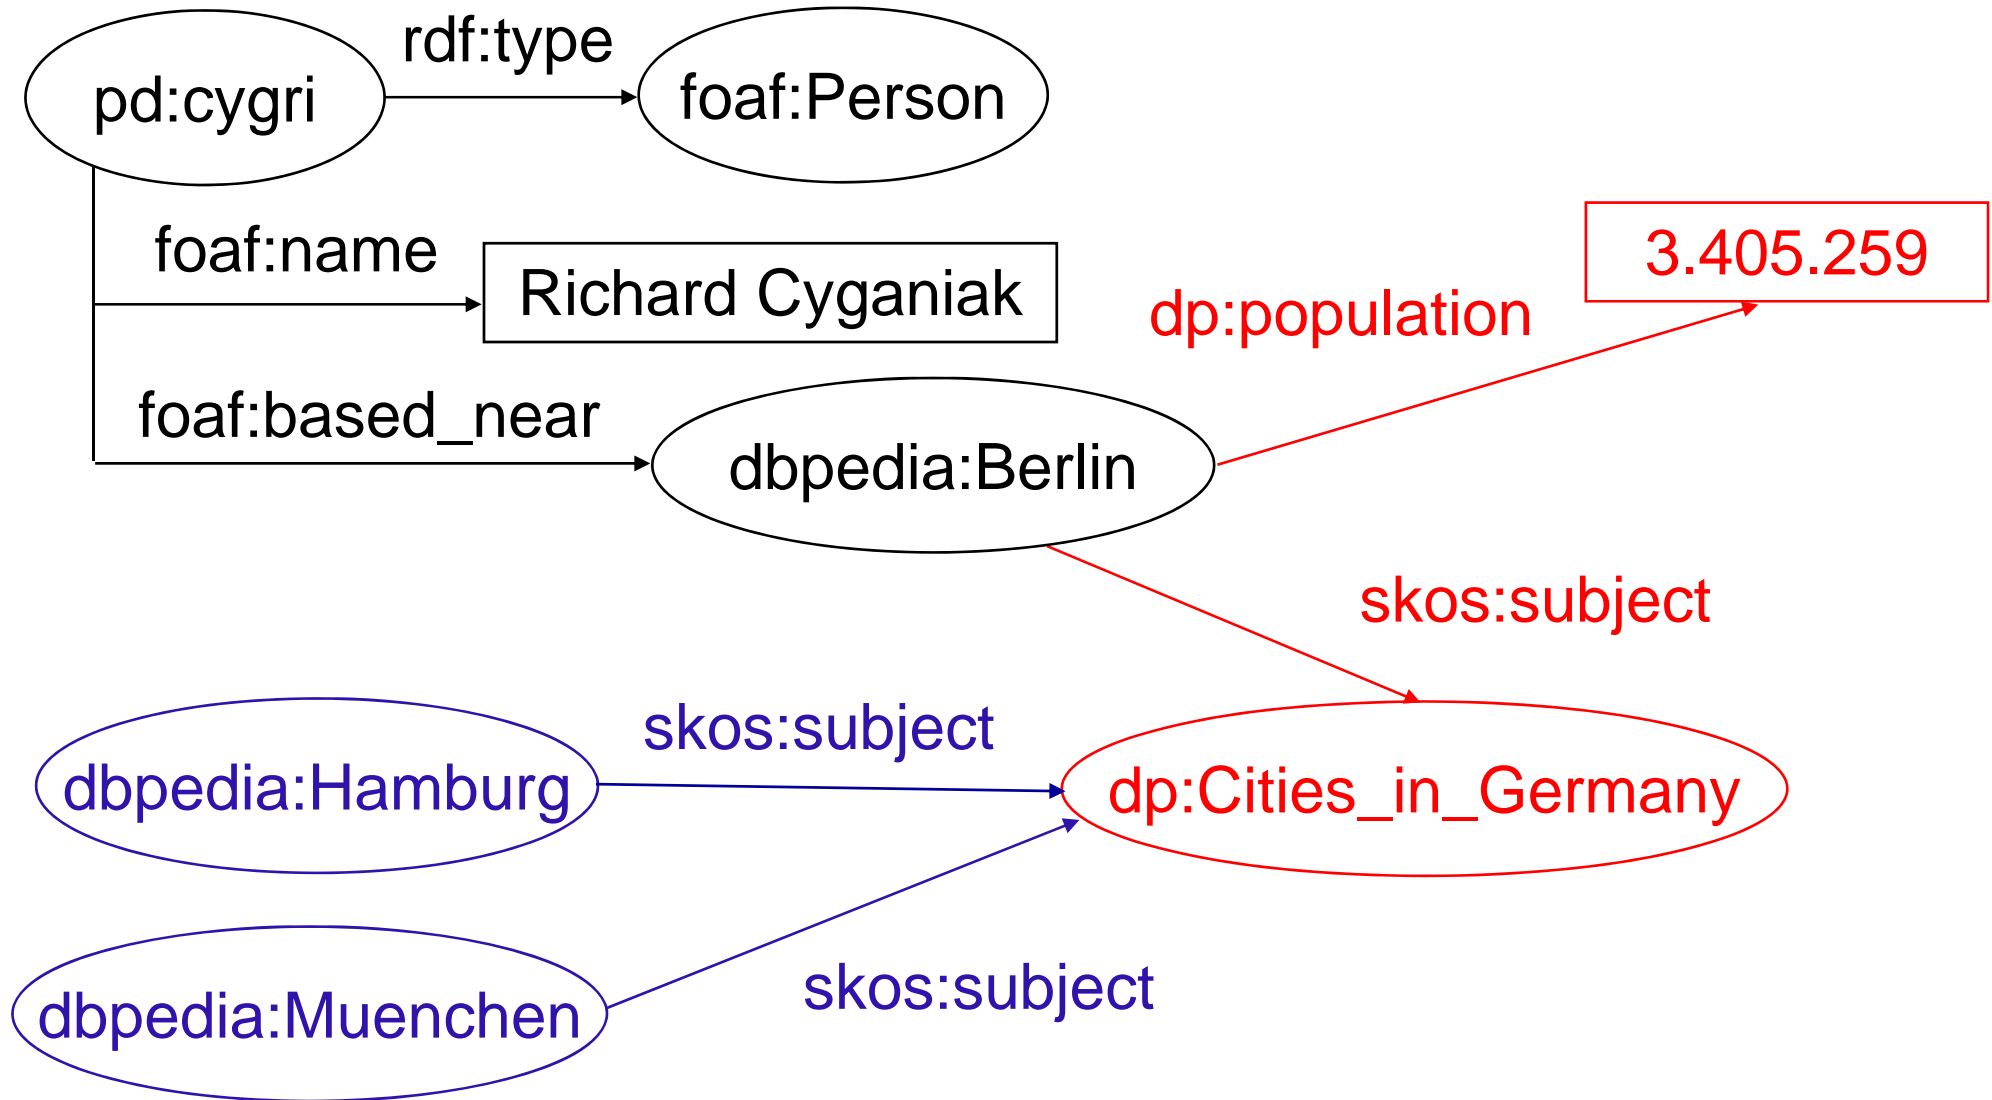 rdf:type
pd:cygri
foaf:Person
foaf:name
Richard Cyganiak
3.405.259
dp:population
foaf:based_near
dbpedia:Berlin
skos:subject
skos:subject
dbpedia:Hamburg
dp:Cities_in_Germany
skos:subject
dbpedia:Muenchen